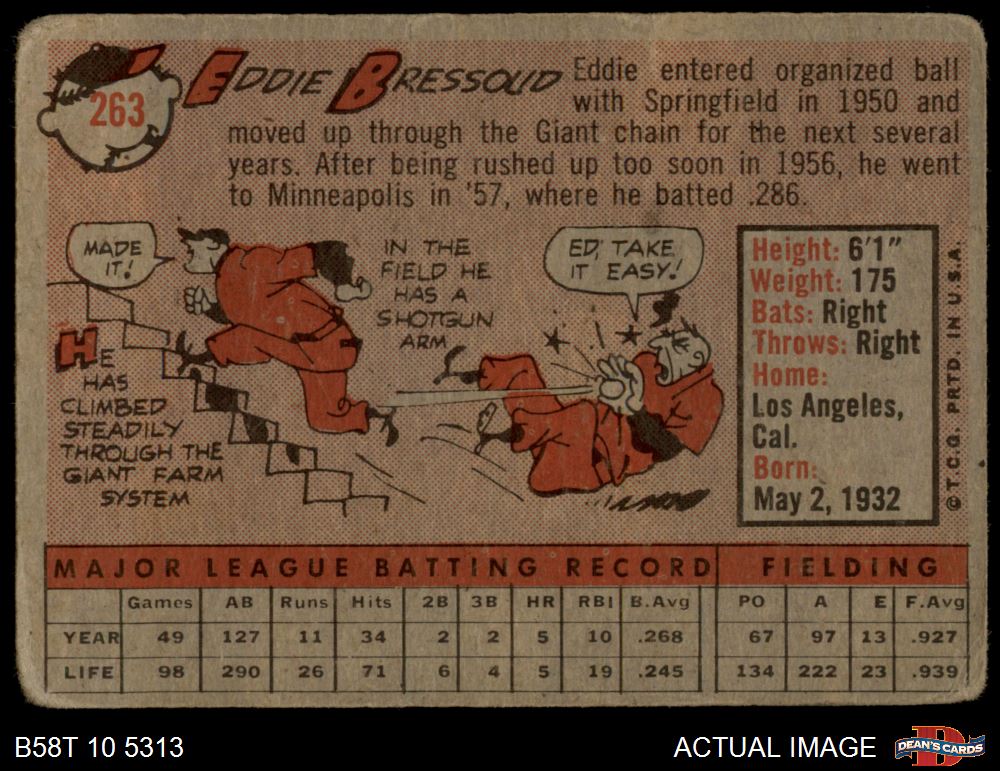 263
EDDIE BRESSOUD
Eddie entered organized ball
with Springfield in 1950 and
moved up through the Giant chain for the next several
years. After being rushed up too soon in 1956, he went
to Minneapolis in '57, where he batted .286.
MADE
IT!
HE
HAS
CLIMBED
STEADILY
THROUGH THE
GIANT FARM
SYSTEM
IN THE
FIELD HE
HAS A
SHOTGUN
ARM
ED, TAKE
IT EASY!
Height: 6'1"
Weight: 175
Bats: Right
Throws: Right
Home:
Los Angeles,
Cal.
Born:
May 2, 1932
© T.C.G. PRTD. IN U.S.A.
MAJOR LEAGUE BATTING RECORD FIELDING
Games AB Runs Hits 2B 3B HR RBI B.Avg PO A E F.Avg
YEAR 49 127 11 34 2 2 5 10 .268 67 97 13 .927
LIFE 98 290 26 71 6 4 5 19 .245 134 222 23 .939
B58T 10 5313
ACTUAL IMAGE
DEAN'S CARDS